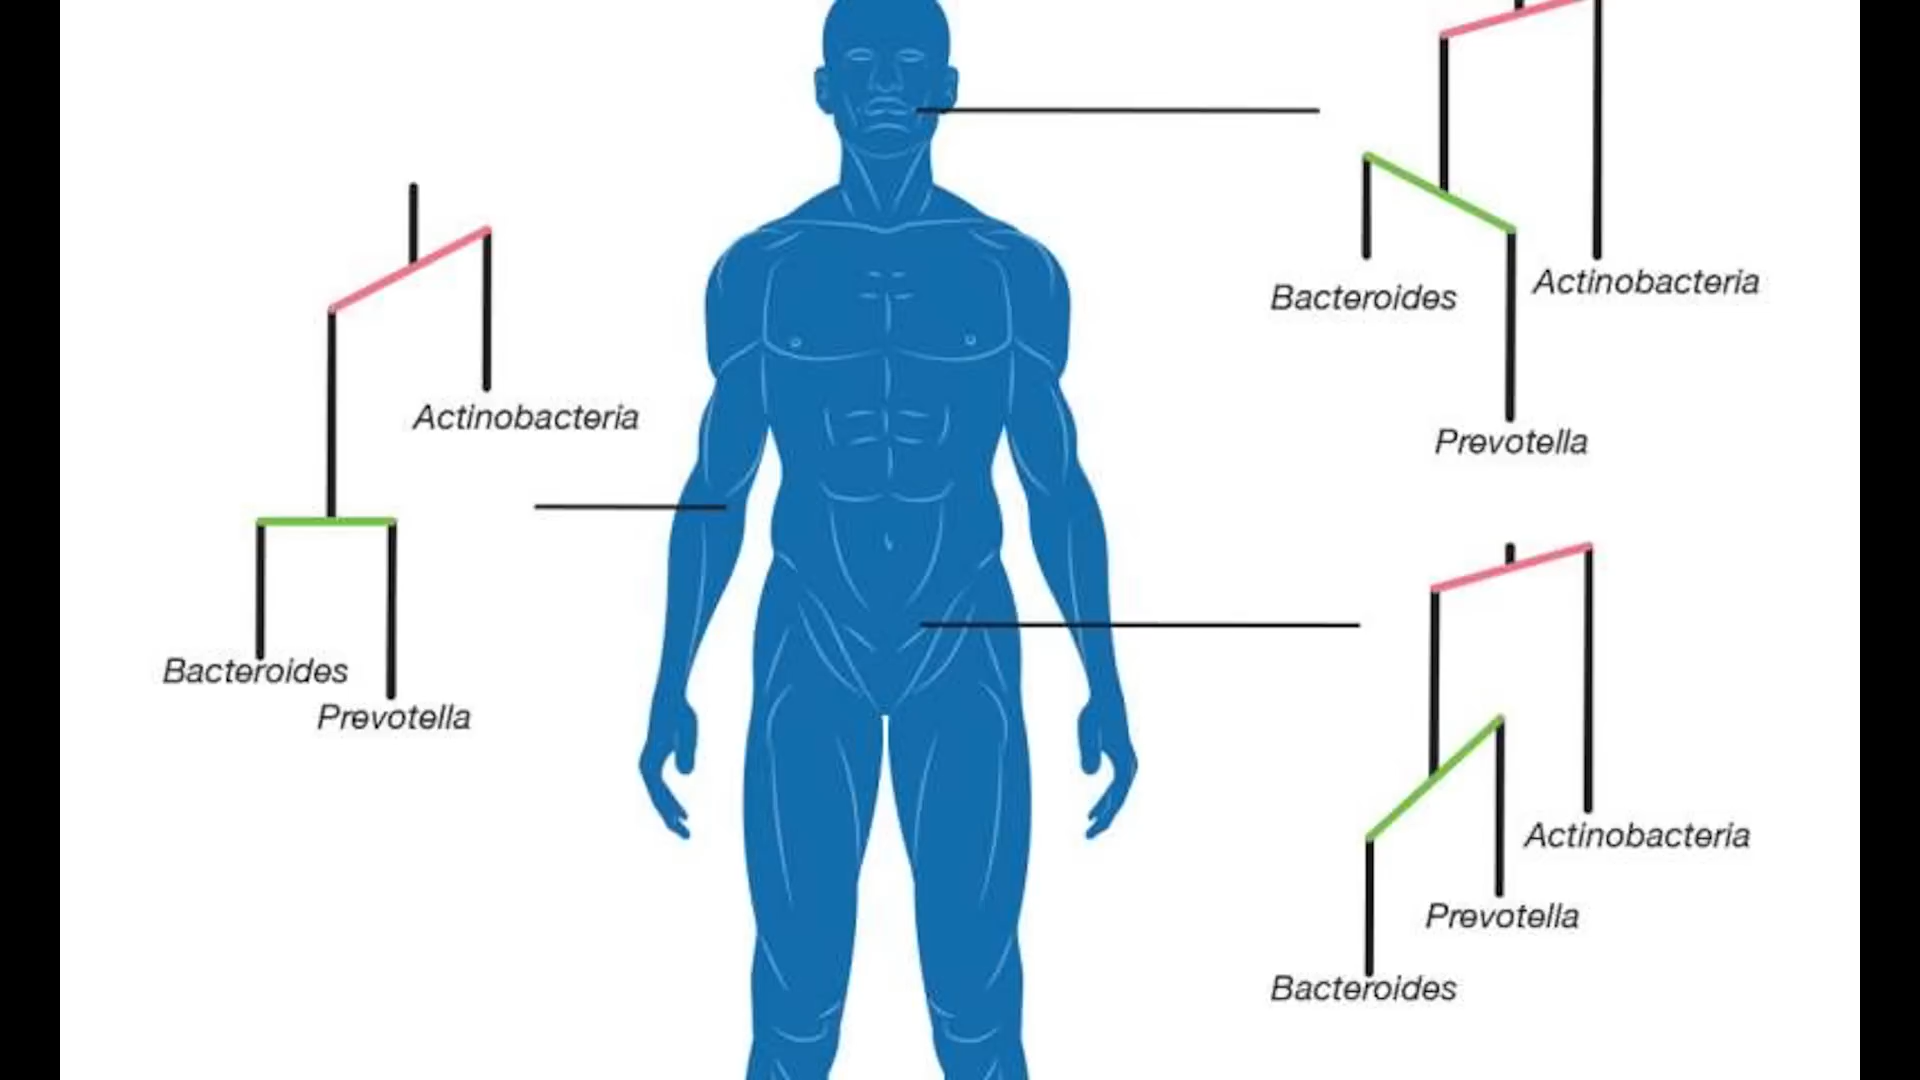 Actinobacteria
Bacteroides
Prevotella
Bacteroides
Actinobacteria
Prevotella
Actinobacteria
Prevotella
Bacteroides